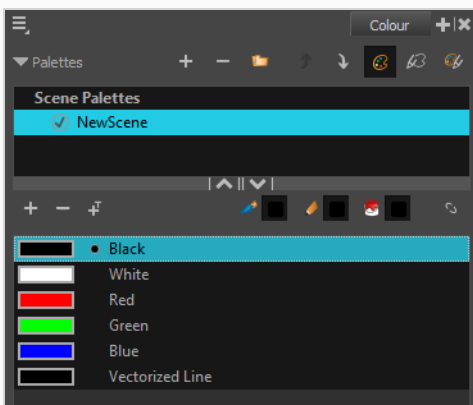 Colour
Palettes
Scene Palettes
NewScene
Black
White
Red
Green
Blue
Vectorized Line